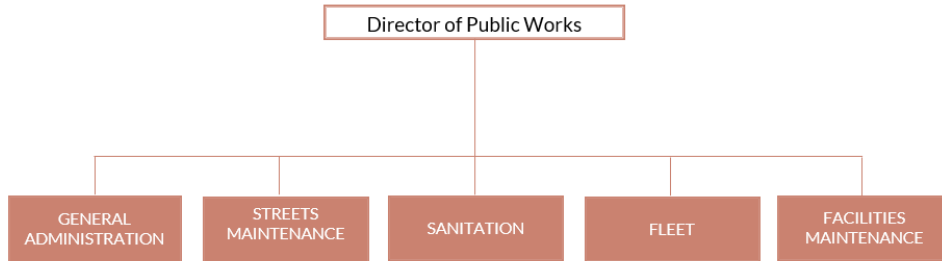 Director of Public Works
GENERAL
ADMINISTRATION
STREETS
MAINTENANCE
SANITATION
FLEET
FACILITIES
MAINTENANCE